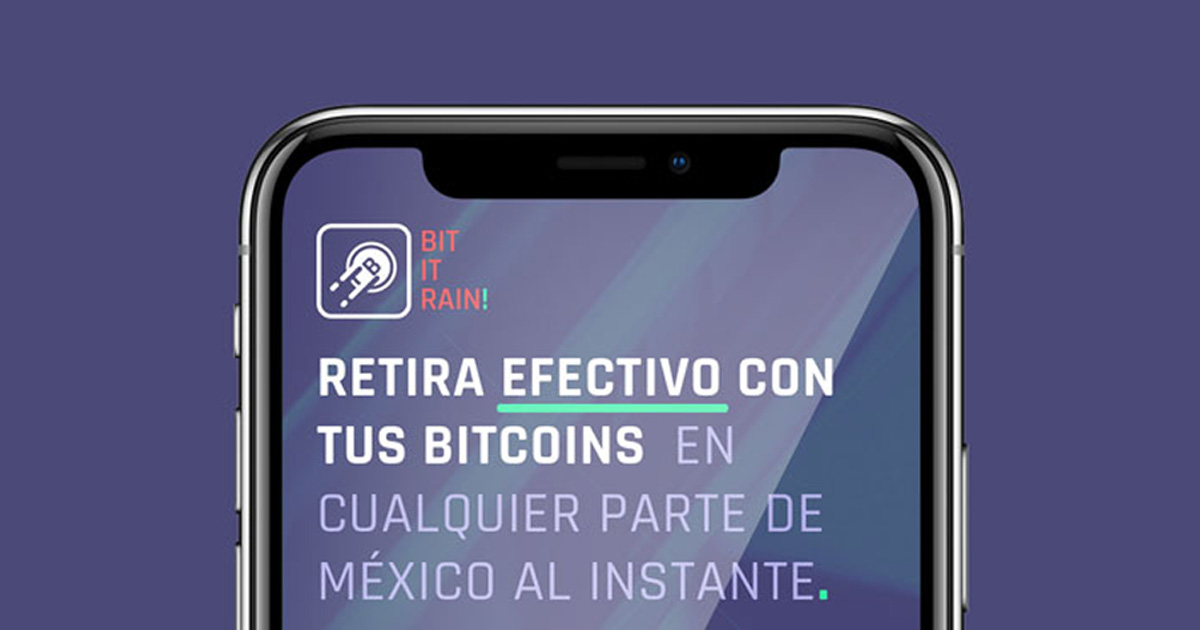 BIT
IT
RAIN!
RETIRA EFECTIVO CON
TUS BITCOINS EN
CUALQUIER PARTE DE
MÉXICO AL INSTANTE.